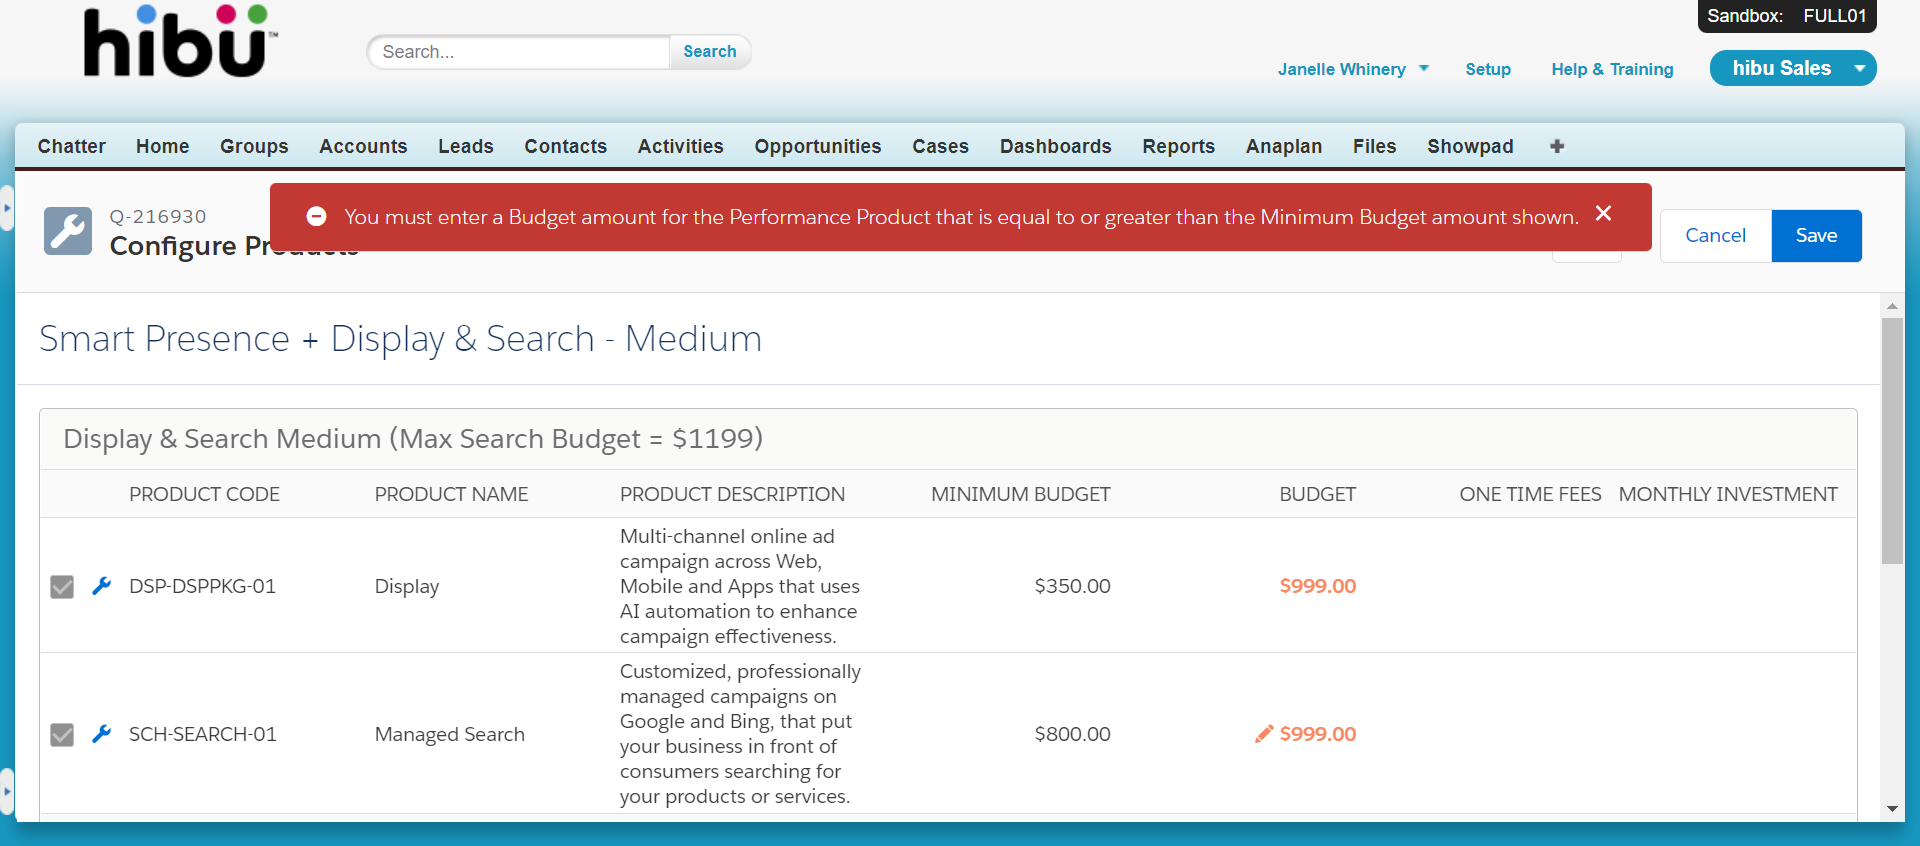 hibü™
Search...
Search
Sandbox: FULL01
Janelle Whinery
Setup
Help & Training
hibu Sales
Chatter Home Groups Accounts Leads Contacts Activities Opportunities Cases Dashboards Reports Anaplan Files Showpad
Q-216930
Configure Products
You must enter a Budget amount for the Performance Product that is equal to or greater than the Minimum Budget amount shown.
Cancel
Save
Smart Presence + Display & Search - Medium
Display & Search Medium (Max Search Budget = $1199)
PRODUCT CODE PRODUCT NAME PRODUCT DESCRIPTION MINIMUM BUDGET BUDGET ONE TIME FEES MONTHLY INVESTMENT
DSP-DSPPKG-01
Display
Multi-channel online ad
campaign across Web,
Mobile and Apps that uses
AI automation to enhance
campaign effectiveness.
$350.00
$999.00
SCH-SEARCH-01
Managed Search
Customized, professionally
managed campaigns on
Google and Bing, that put
your business in front of
consumers searching for
your products or services.
$800.00
$999.00